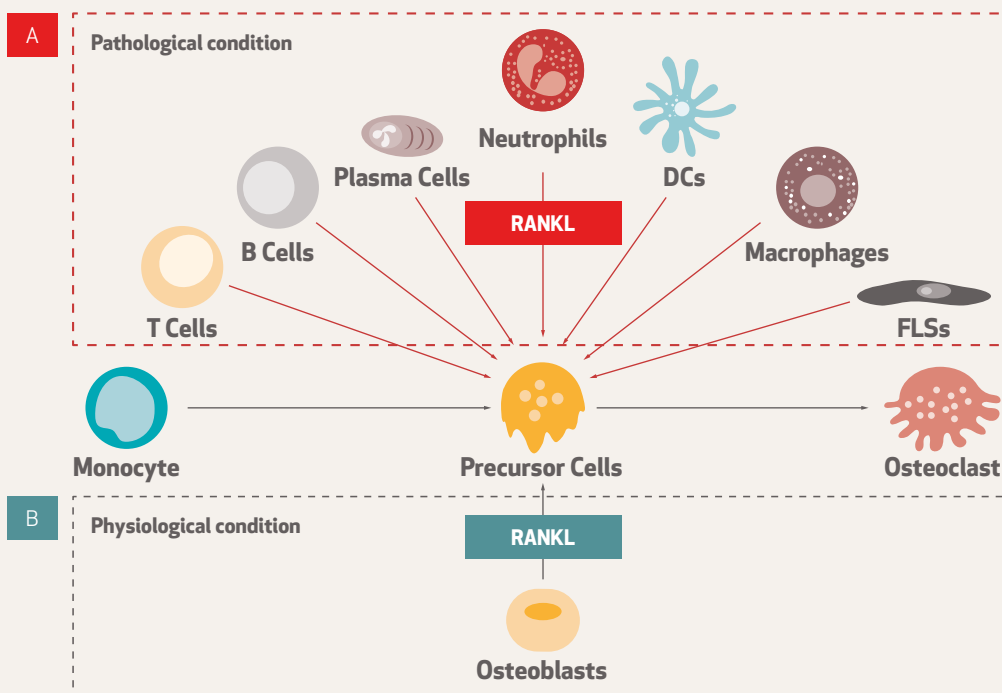 A
Pathological condition
Neutrophils
Plasma Cells
DCs
RANKL
B Cells
Macrophages
T Cells
FLSs
Monocyte
Precursor Cells
Osteoclast
B
Physiological condition
RANKL
Osteoblasts